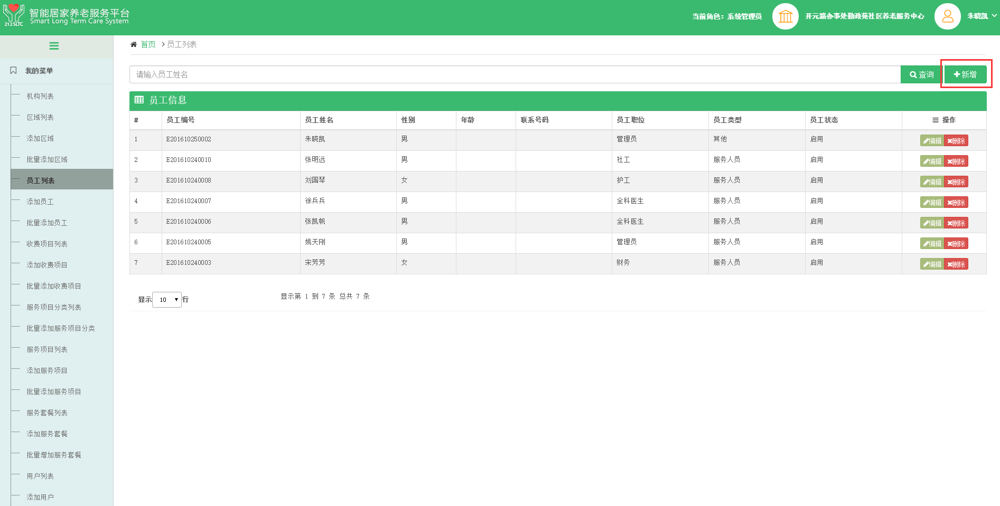 智能居家养老服务平台
Smart Long Term Care System
212 SLTC
当前角色：系统管理员
开元路办事处勤政苑社区养老服务中心
朱晓凯
首页 > 员工列表
我的菜单
机构列表
区域列表
添加区域
批量添加区域
员工列表
添加员工
批量添加员工
收费项目列表
添加收费项目
批量添加收费项目
服务项目分类列表
批量添加服务项目分类
服务项目列表
添加服务项目
批量添加服务项目
服务套餐列表
添加服务套餐
批量增加服务套餐
用户列表
添加用户
请输入员工姓名 查询 新增
员工信息
# 员工编号 员工姓名 性别 年龄 联系号码 员工职位 员工类型 员工状态 操作
1 E201610250002 朱晓凯 男 管理员 其他 启用 编辑 删除
2 E201610240010 张明远 男 社工 服务人员 启用 编辑 删除
3 E201610240008 刘国琴 女 护工 服务人员 启用 编辑 删除
4 E201610240007 徐兵兵 男 全科医生 服务人员 启用 编辑 删除
5 E201610240006 张凯帆 男 全科医生 服务人员 启用 编辑 删除
6 E201610240005 姚天刚 男 管理员 服务人员 启用 编辑 删除
7 E201610240003 宋芳芳 女 财务 服务人员 启用 编辑 删除
显示 10 行
显示第 1 到 7 条 总共 7 条